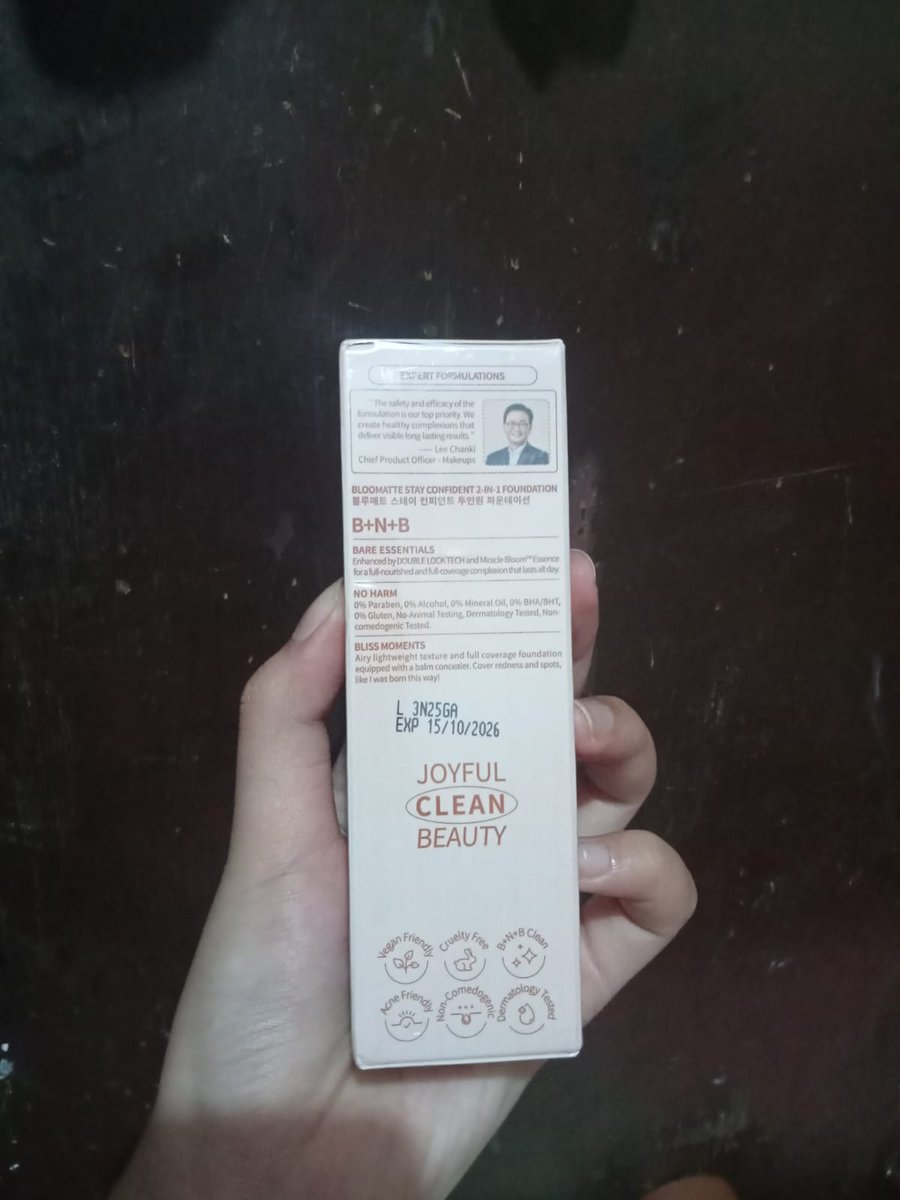 EXPERT FORMULATIONS
"The safety and efficacy of the
formulation is our top priority. We
create healthy complexions that
deliver visible long-lasting results."
—— Lee Chanki
Chief Product Officer - Makeups
BLOOMATTE STAY CONFIDENT 2-IN-1 FOUNDATION
블루매트 스테이 컨피던트 투인원 파운데이션
B+N+B
BARE ESSENTIALS
Enhanced by DOUBLE LOCK TECH and Miracle Bloom™ Essence
for a full-nourished and full-coverage complexion that lasts all day
NO HARM
0% Paraben, 0% Alcohol, 0% Mineral Oil, 0% BHA/BHT,
0% Gluten, No Animal Testing, Dermatology Tested, Non-
comedogenic Tested.
BLISS MOMENTS
Airy lightweight texture and full coverage foundation
equipped with a balm concealer. Cover redness and spots,
like I was born this way!
L 3N25GA
EXP 15/10/2026
JOYFUL
CLEAN
BEAUTY
Vegan Friendly
Cruelty Free
B+N+B Clean
Acne Friendly
Non-Comedogenic
Dermatology Tested